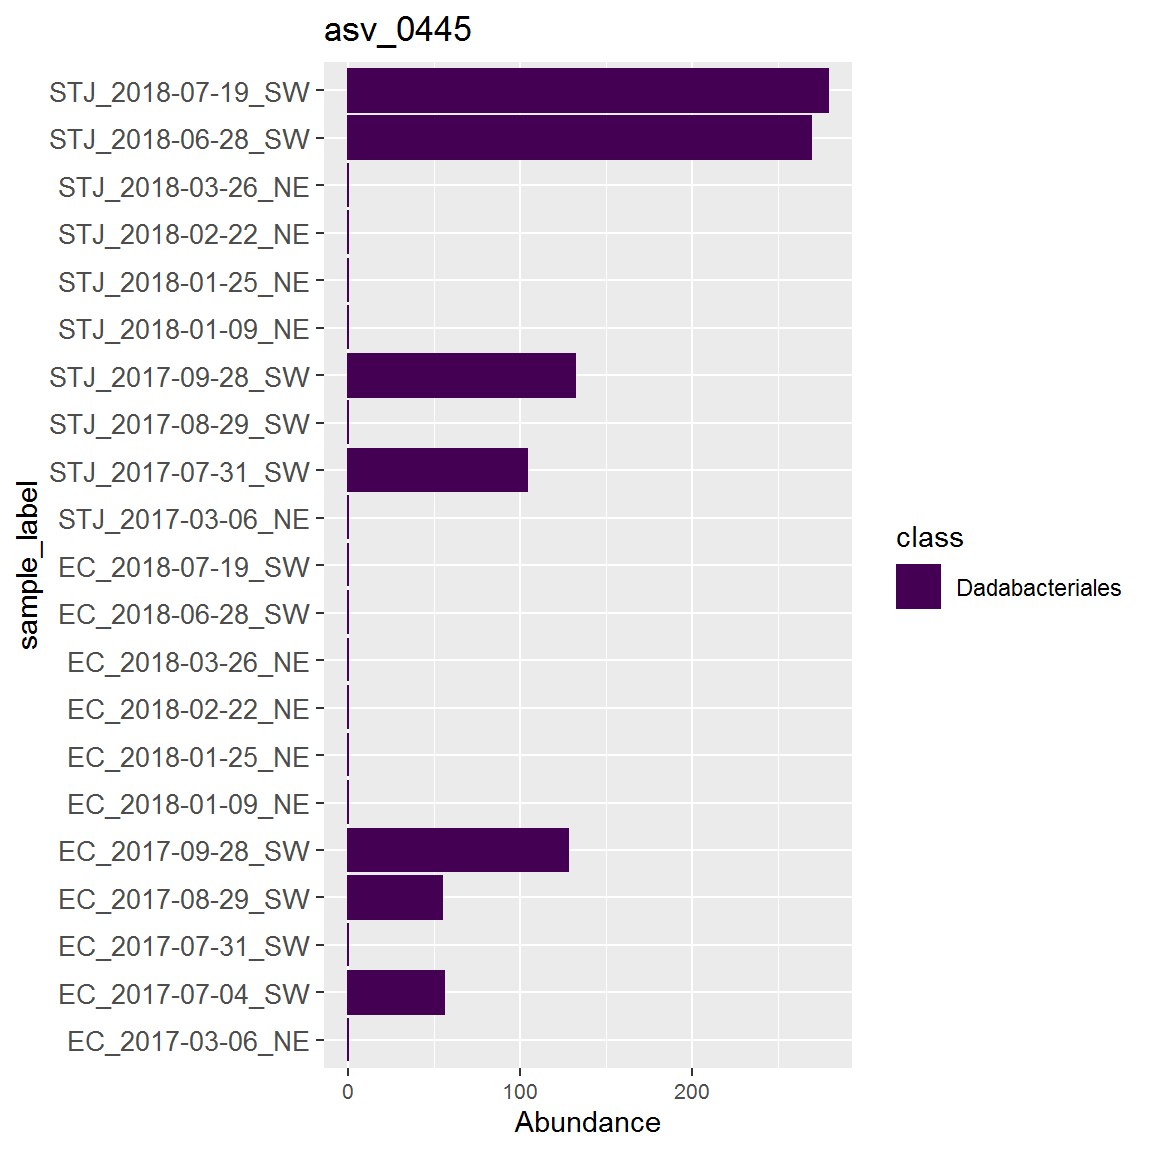 asv_0445
STJ_2018-07-19_SW
STJ_2018-06-28_SW
STJ_2018-03-26_NE
STJ_2018-02-22_NE
STJ_2018-01-25_NE
STJ_2018-01-09_NE
STJ_2017-09-28_SW
STJ_2017-08-29_SW
STJ_2017-07-31_SW
STJ_2017-03-06_NE
EC_2018-07-19_SW
EC_2018-06-28_SW
EC_2018-03-26_NE
EC_2018-02-22_NE
EC_2018-01-25_NE
EC_2018-01-09_NE
EC_2017-09-28_SW
EC_2017-08-29_SW
EC_2017-07-31_SW
EC_2017-07-04_SW
EC_2017-03-06_NE
sample_label
0 100 200
Abundance
class
Dadabacteriales